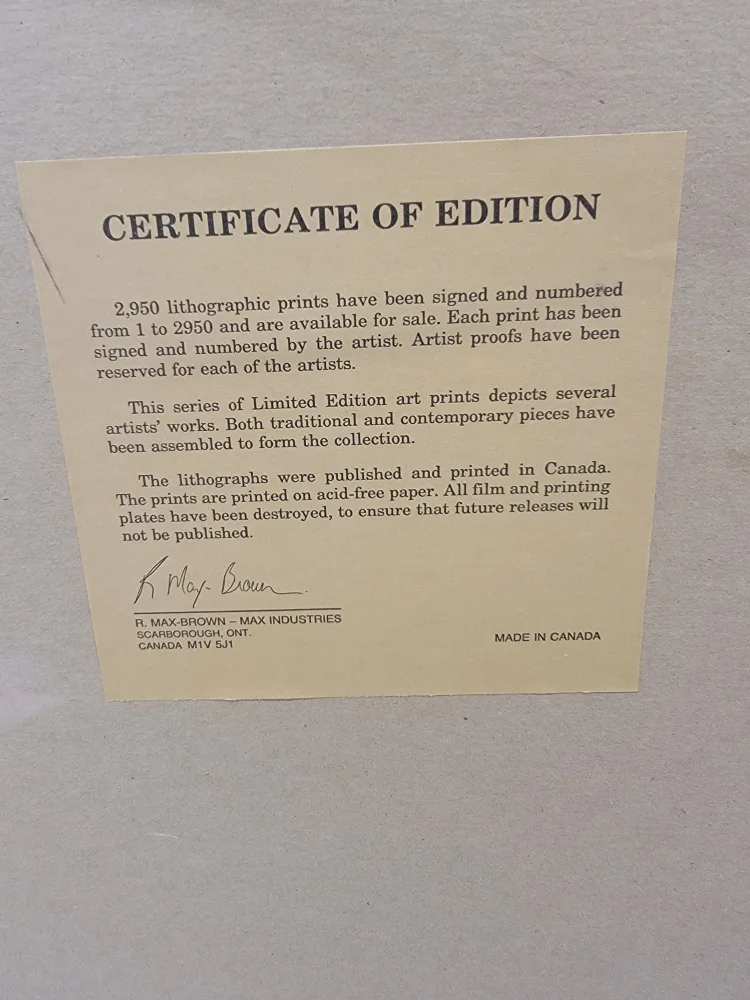 CERTIFICATE OF EDITION
2,950 lithographic prints have been signed and numbered
from 1 to 2950 and are available for sale. Each print has been
signed and numbered by the artist. Artist proofs have been
reserved for each of the artists.
This series of Limited Edition art prints depicts several
artists' works. Both traditional and contemporary pieces have
been assembled to form the collection.
The lithographs were published and printed in Canada.
The prints are printed on acid-free paper. All film and printing
plates have been destroyed, to ensure that future releases will
not be published.
R Max-Brown
R. MAX-BROWN – MAX INDUSTRIES
SCARBOROUGH, ONT.
CANADA M1V 5J1
MADE IN CANADA